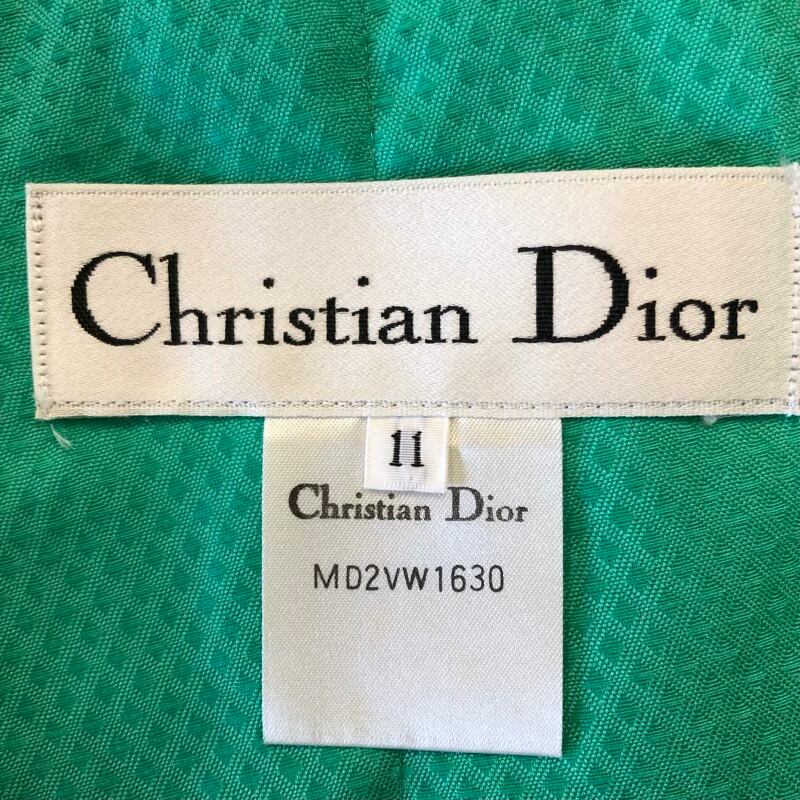 Christian Dior
11
Christian Dior
MD2VW1630